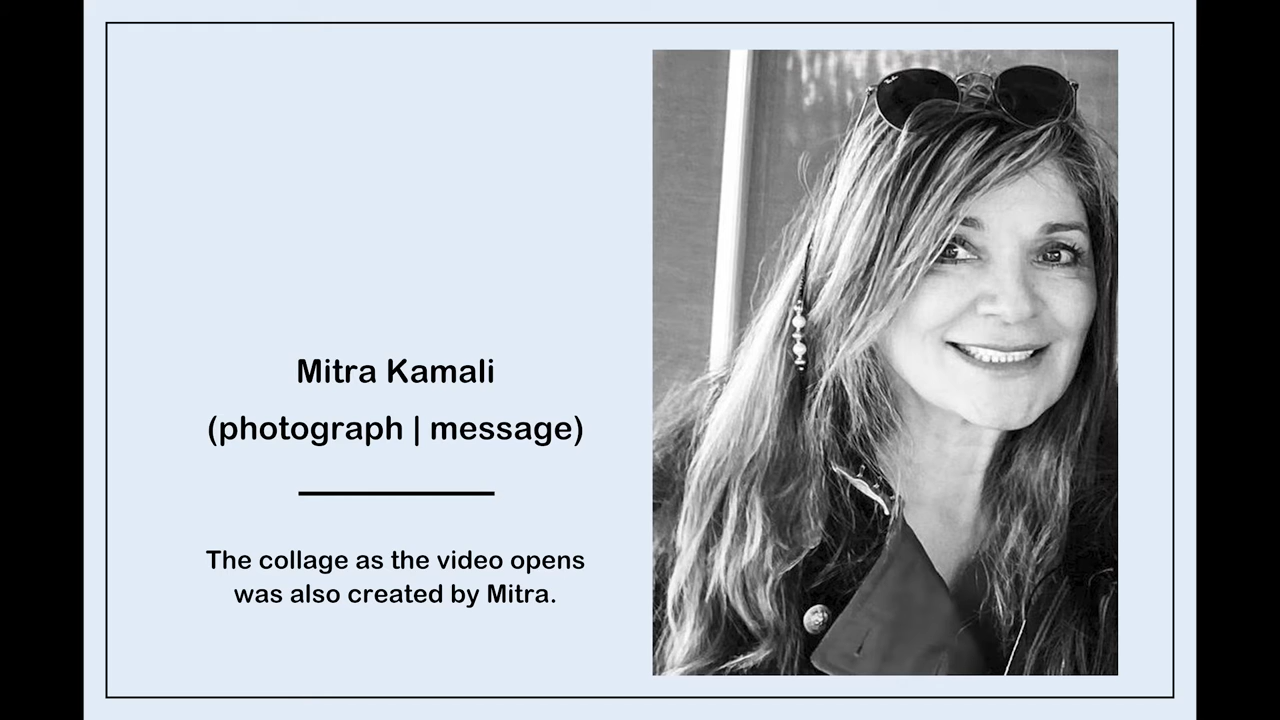 Mitra Kamali
(photograph | message)
The collage as the video opens
was also created by Mitra.